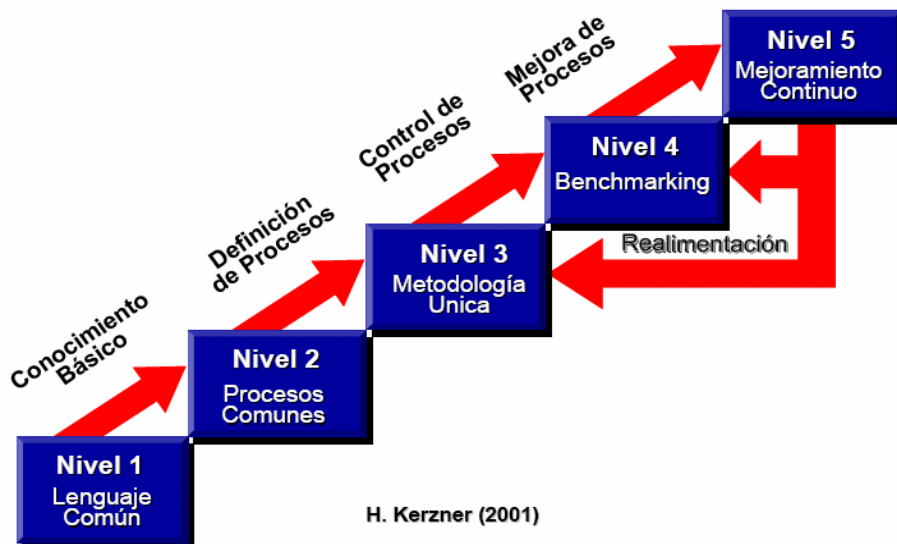 Nivel 5
Mejoramiento
Continuo
Mejora de
Procesos
Nivel 4
Benchmarking
Control de
Procesos
Realimentación
Nivel 3
Metodología
Unica
Definición
de Procesos
Nivel 2
Procesos
Comunes
Conocimiento
Básico
Nivel 1
Lenguaje
Común
H. Kerzner (2001)